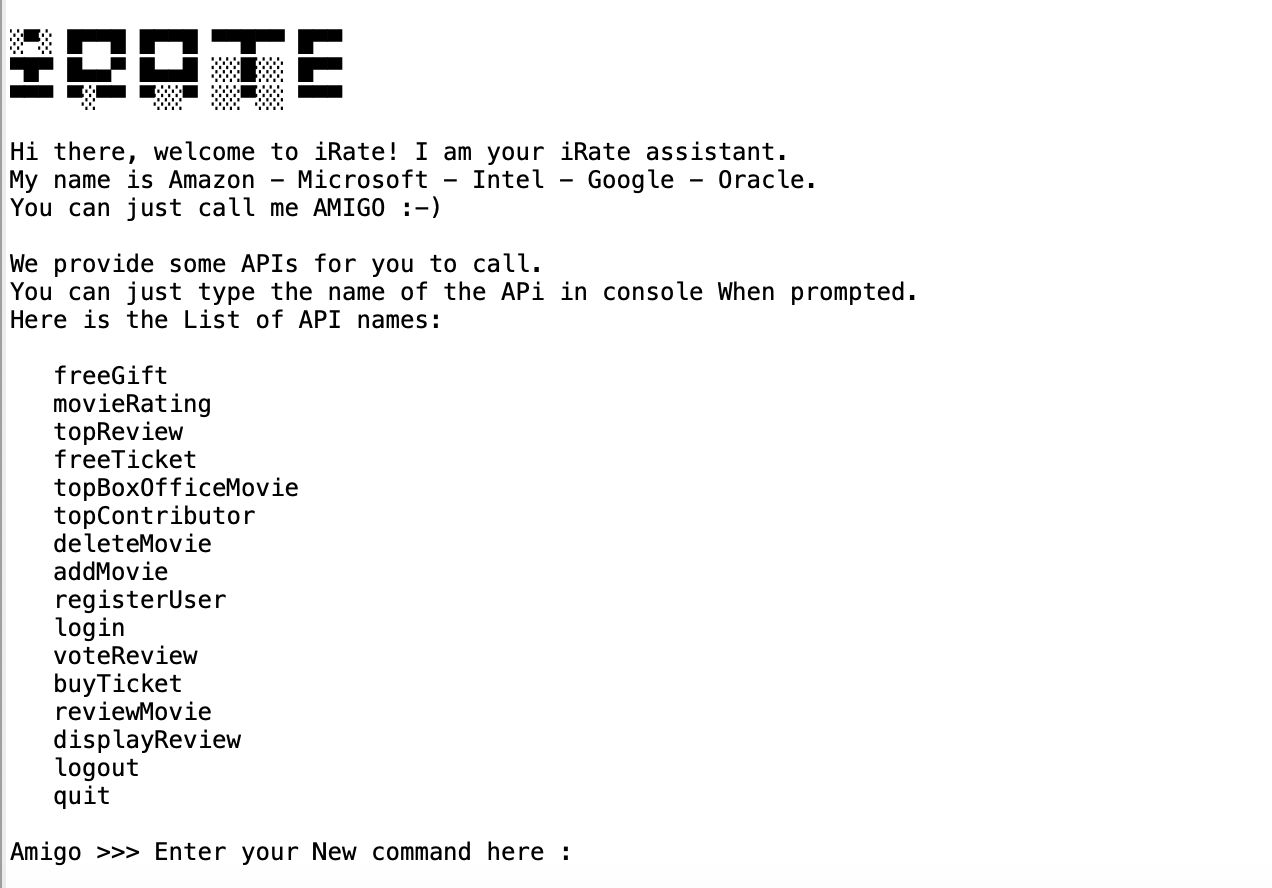 iRATE
Hi there, welcome to iRate! I am your iRate assistant.
My name is Amazon - Microsoft - Intel - Google - Oracle.
You can just call me AMIGO :-)
We provide some APIs for you to call.
You can just type the name of the APi in console When prompted.
Here is the List of API names:
freeGift
movieRating
topReview
freeTicket
topBoxOfficeMovie
topContributor
deleteMovie
addMovie
registerUser
login
voteReview
buyTicket
reviewMovie
displayReview
logout
quit
Amigo >>> Enter your New command here :